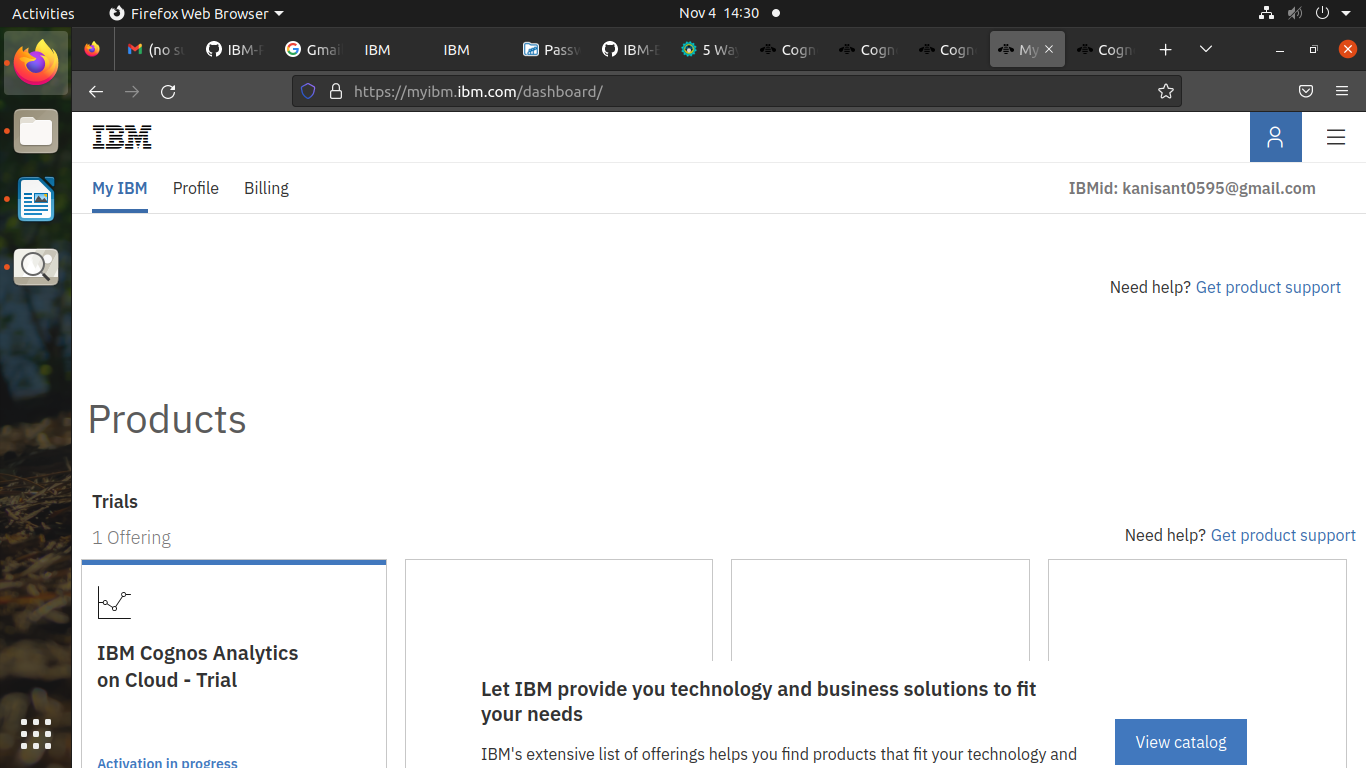 Activities
Firefox Web Browser
Nov 4 14:30
(no su
IBM-P
Gmai
IBM
IBM
Passw
IBM-E
5 Way
Cogn
Cogn
Cogn
My
Cogn
https://myibm.ibm.com/dashboard/
IBM
My IBM
Profile
Billing
IBMid: kanisant0595@gmail.com
Need help? Get product support
Products
Trials
1 Offering
Need help? Get product support
IBM Cognos Analytics
on Cloud - Trial
Activation in progress
Let IBM provide you technology and business solutions to fit
your needs
IBM's extensive list of offerings helps you find products that fit your technology and
View catalog